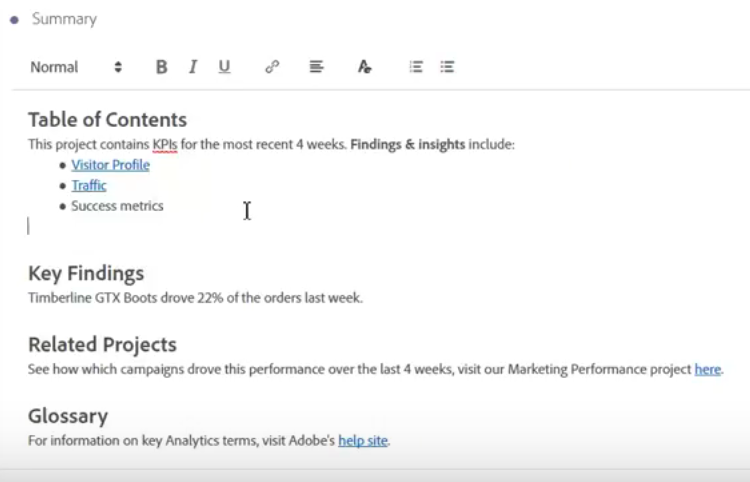 Summary
Normal B I U
Table of Contents
This project contains KPIs for the most recent 4 weeks. Findings & insights include:
• Visitor Profile
• Traffic
• Success metrics
Key Findings
Timberline GTX Boots drove 22% of the orders last week.
Related Projects
See how which campaigns drove this performance over the last 4 weeks, visit our Marketing Performance project here.
Glossary
For information on key Analytics terms, visit Adobe's help site.